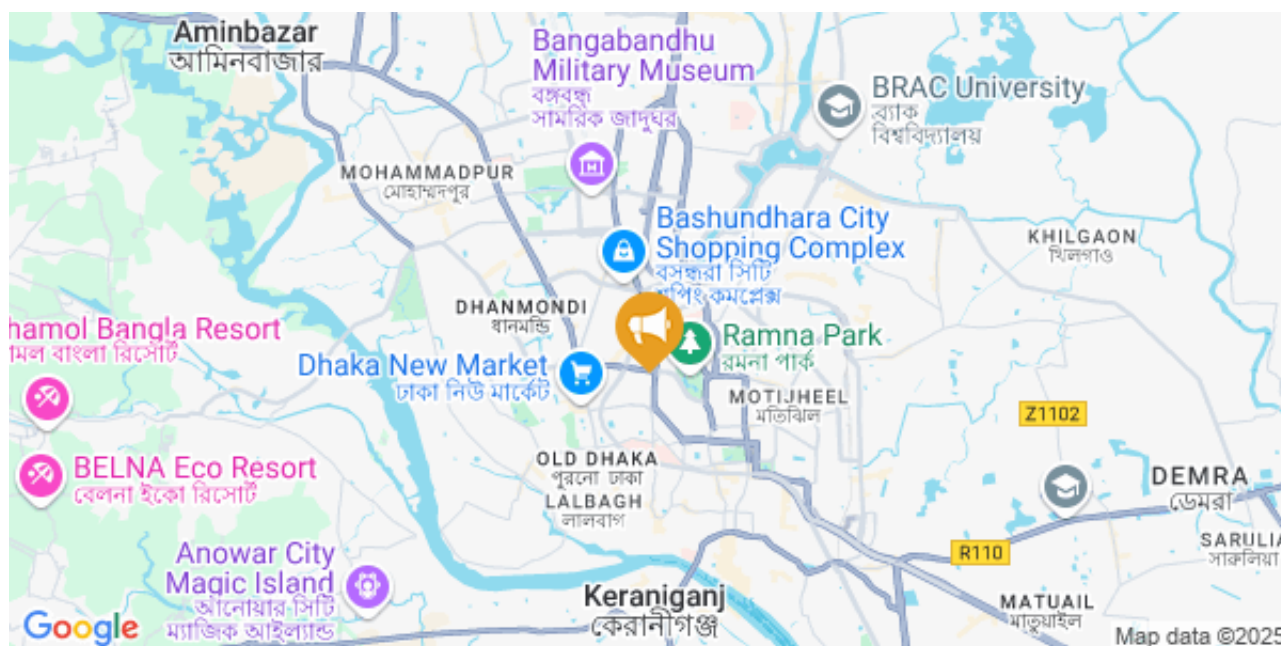 Aminbazar
আমিনবাজার
Bangabandhu
Military Museum
বঙ্গবন্ধু
সামরিক জাদুঘর
BRAC University
ব্র্যাক
বিশ্ববিদ্যালয়
MOHAMMADPUR
মোহাম্মদপুর
Bashundhara City
Shopping Complex
বসুন্ধরা সিটি
শপিং কমপ্লেক্স
KHILGAON
খিলগাও
DHANMONDI
ধানমন্ডি
hamol Bangla Resort
ামল বাংলা রিসোর্ট
Ramna Park
রমনা পার্ক
Dhaka New Market
ঢাকা নিউ মার্কেট
MOTIJHEEL
মতিঝিল
Z1102
OLD DHAKA
পুরনো ঢাকা
BELNA Eco Resort
বেলনা ইকো রিসোর্ট
LALBAGH
লালবাগ
DEMRA
ডেমরা
SARULIA
সারুলিয়া
R110
Anowar City
Magic Island
আনোয়ার সিটি
ম্যাজিক আইল্যান্ড
Keraniganj
কেরানীগঞ্জ
MATUAIL
মাতুয়াইল
Google
Map data ©2025